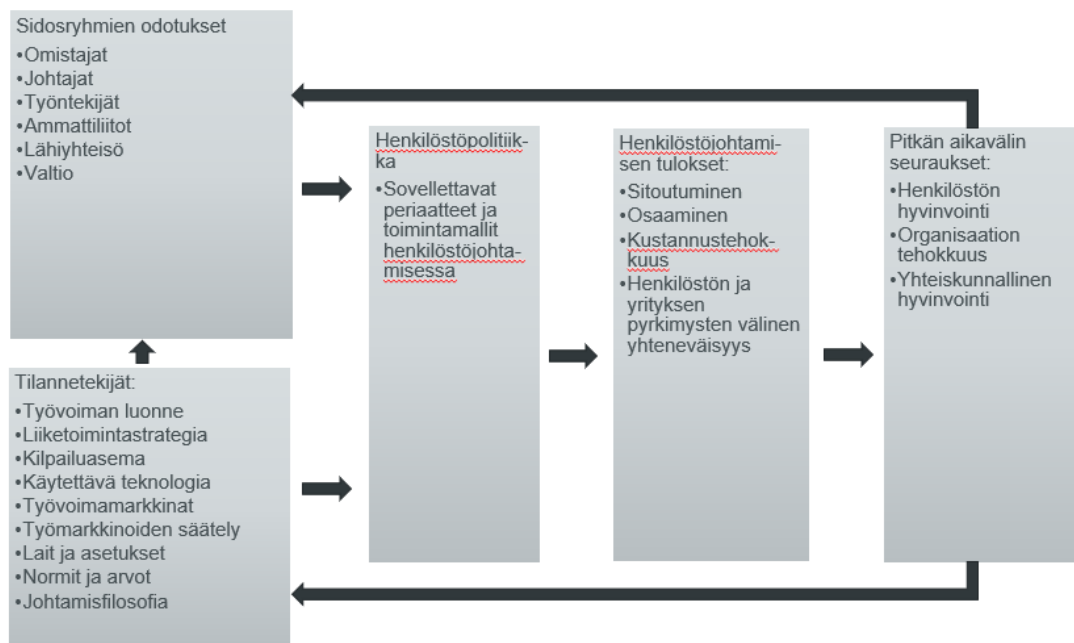 Sidosryhmien odotukset
•Omistajat
•Johtajat
•Työntekijät
•Ammattiliitot
•Lähiyhteisö
•Valtio
Tilannetekijät:
•Työvoiman luonne
•Liiketoimintastrategia
•Kilpailuasema
•Käytettävä teknologia
•Työvoimamarkkinat
•Työmarkkinoiden säätely
•Lait ja asetukset
•Normit ja arvot
•Johtamisfilosofia
Henkilöstöpolitiik-
ka
•Sovellettavat
periaatteet ja
toimintamallit
henkilöstöjohta-
misessa
Henkilöstöjohtami-
sen tulokset:
•Sitoutuminen
•Osaaminen
•Kustannustehok-
kuus
•Henkilöstön ja
yrityksen
pyrkimysten välinen
yhteneväisyys
Pitkän aikavälin
seuraukset:
•Henkilöstön
hyvinvointi
•Organisaation
tehokkuus
•Yhteiskunnallinen
hyvinvointi